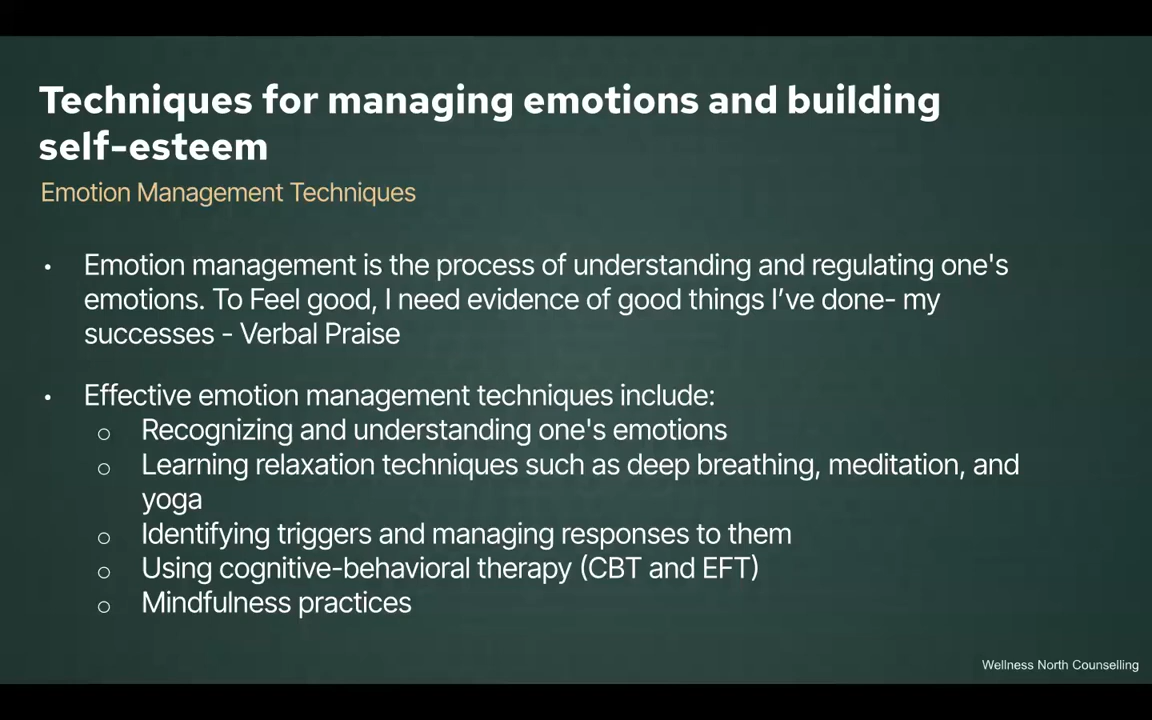 Techniques for managing emotions and building
self-esteem
Emotion Management Techniques
• Emotion management is the process of understanding and regulating one's
emotions. To Feel good, I need evidence of good things I’ve done- my
successes - Verbal Praise
• Effective emotion management techniques include:
○ Recognizing and understanding one's emotions
○ Learning relaxation techniques such as deep breathing, meditation, and
yoga
○ Identifying triggers and managing responses to them
○ Using cognitive-behavioral therapy (CBT and EFT)
○ Mindfulness practices
Wellness North Counselling